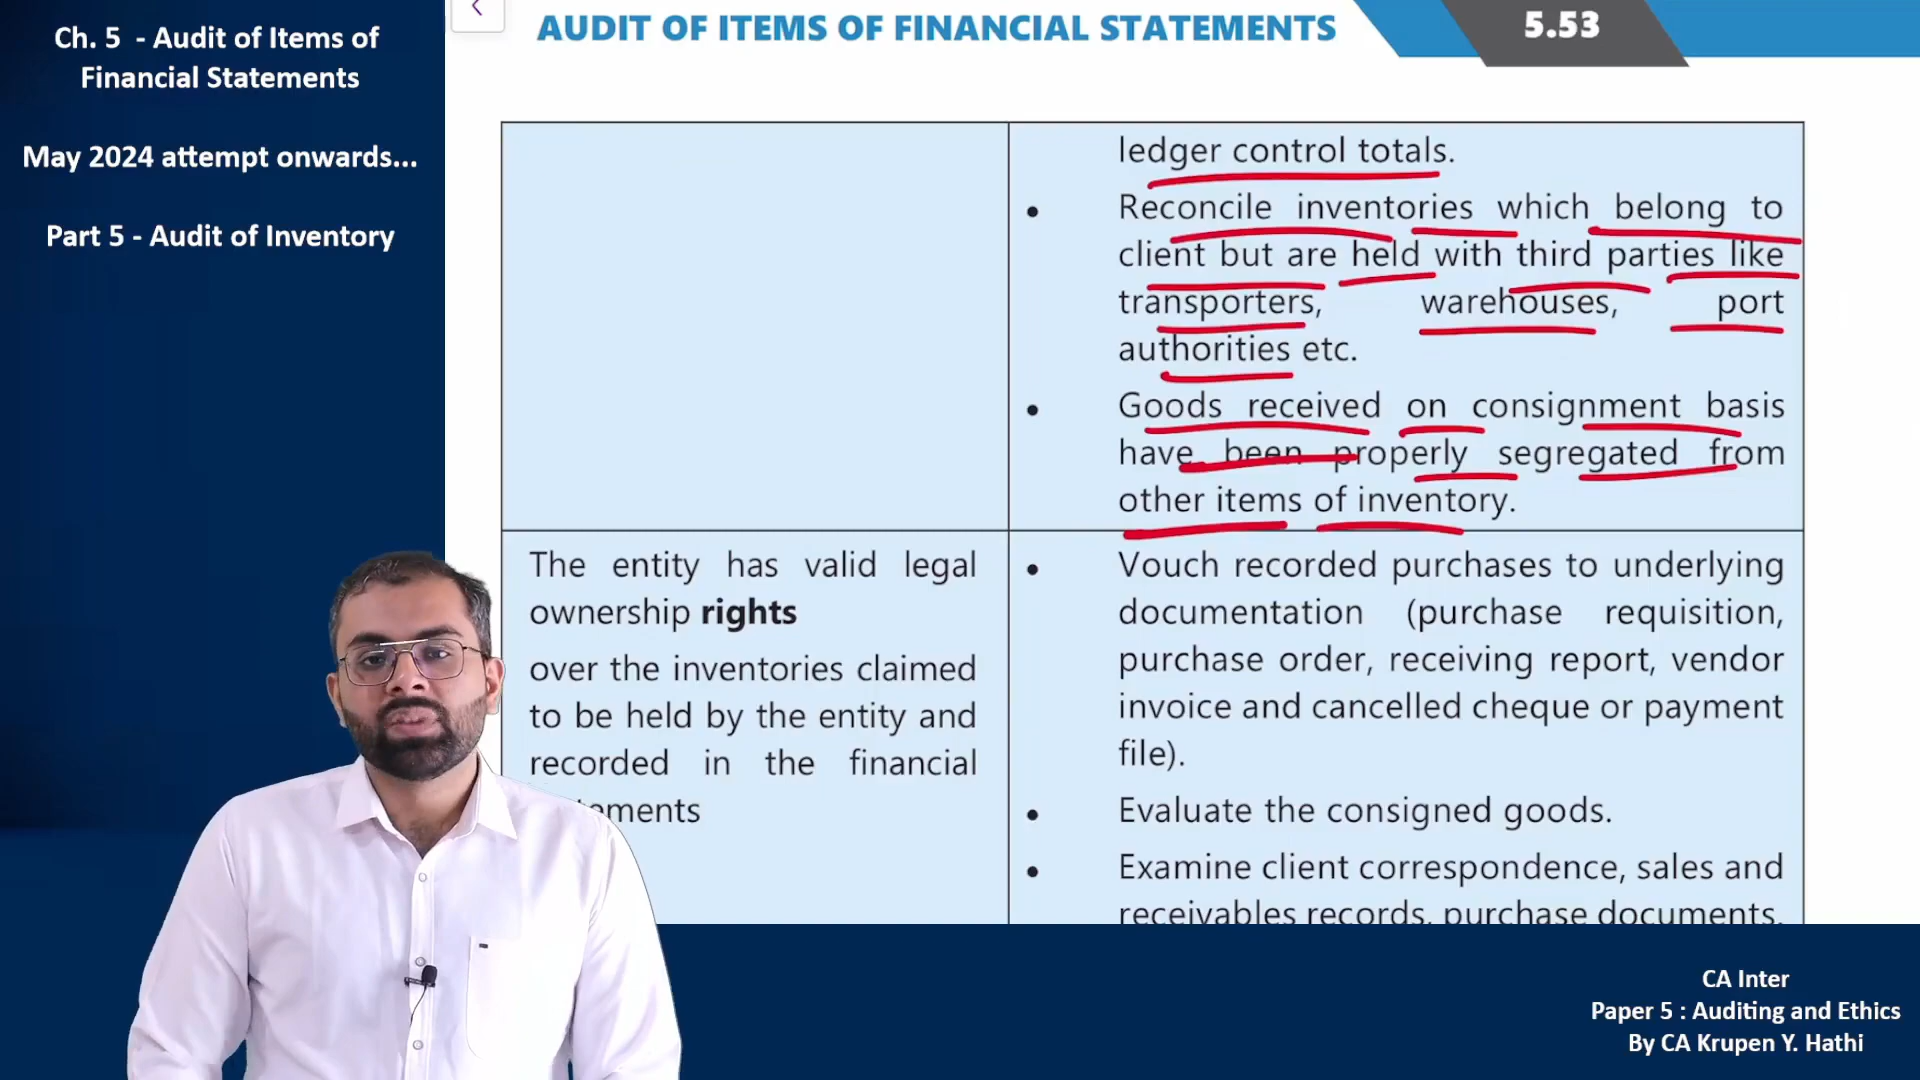 Ch. 5 - Audit of Items of
Financial Statements
May 2024 attempt onwards...
Part 5 - Audit of Inventory
AUDIT OF ITEMS OF FINANCIAL STATEMENTS
5.53
ledger control totals.
• Reconcile inventories which belong to
client but are held with third parties like
transporters, warehouses, port
authorities etc.
• Goods received on consignment basis
have been properly segregated from
other items of inventory.
The entity has valid legal
ownership rights
over the inventories claimed
to be held by the entity and
recorded in the financial
ements
• Vouch recorded purchases to underlying
documentation (purchase requisition,
purchase order, receiving report, vendor
invoice and cancelled cheque or payment
file).
• Evaluate the consigned goods.
• Examine client correspondence, sales and
receivables records, purchase documents.
CA Inter
Paper 5 : Auditing and Ethics
By CA Krupen Y. Hathi